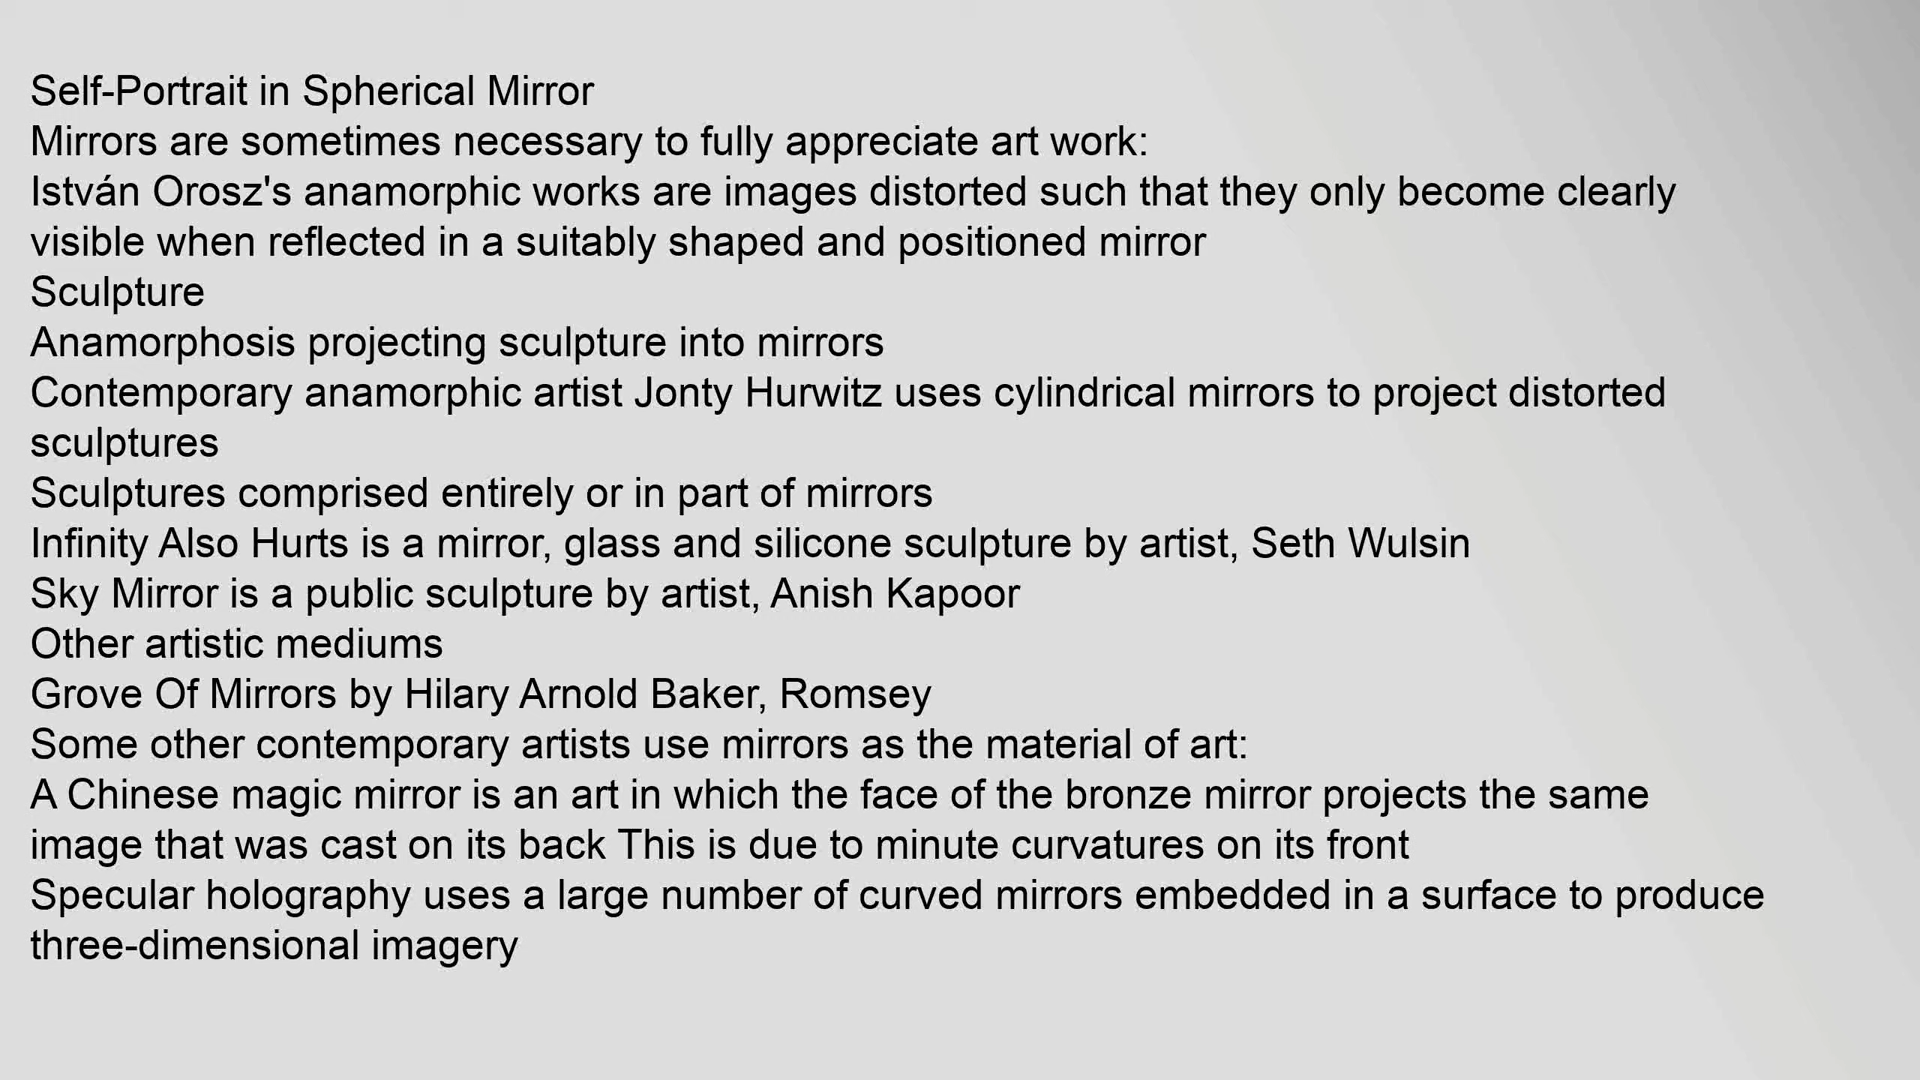 Self-Portrait in Spherical Mirror
Mirrors are sometimes necessary to fully appreciate art work:
István Orosz's anamorphic works are images distorted such that they only become clearly
visible when reflected in a suitably shaped and positioned mirror
Sculpture
Anamorphosis projecting sculpture into mirrors
Contemporary anamorphic artist Jonty Hurwitz uses cylindrical mirrors to project distorted
sculptures
Sculptures comprised entirely or in part of mirrors
Infinity Also Hurts is a mirror, glass and silicone sculpture by artist, Seth Wulsin
Sky Mirror is a public sculpture by artist, Anish Kapoor
Other artistic mediums
Grove Of Mirrors by Hilary Arnold Baker, Romsey
Some other contemporary artists use mirrors as the material of art:
A Chinese magic mirror is an art in which the face of the bronze mirror projects the same
image that was cast on its back This is due to minute curvatures on its front
Specular holography uses a large number of curved mirrors embedded in a surface to produce
three-dimensional imagery